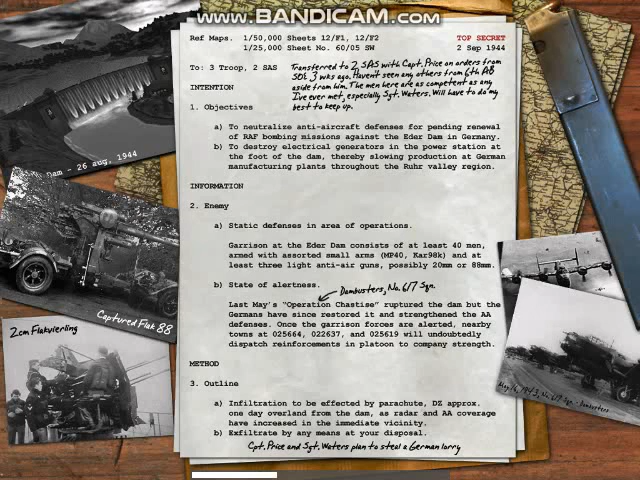 www.BANDICAM.com
Ref Maps. 1/50,000 Sheets 12/F1, 12/F2
TOP SECRET
1/25,000 Sheet No. 60/05 SW
2 Sep 1944
To: 3 Troop, 2 SAS
Transferred to 2 SAS with Capt. Price on orders from
SOE 3 wks ago. Haven't seen any others from 6th AB
aside from him. The men here are as competent as any
I've ever met, especially Sgt. Waters. Will have to do my
best to keep up.
INTENTION
1. Objectives
a) To neutralize anti-aircraft defenses for pending renewal
of RAF bombing missions against the Eder Dam in Germany.
b) To destroy electrical generators in the power station at
the foot of the dam, thereby slowing production at German
manufacturing plants throughout the Ruhr valley region.
INFORMATION
2. Enemy
a) Static defenses in area of operations.
Garrison at the Eder Dam consists of at least 40 men,
armed with assorted small arms (MP40, Kar98k) and at
least three light anti-air guns, possibly 20mm or 88mm.
b) State of alertness.
Dambusters, No. 617 Sqn.
Last May's "Operation Chastise" ruptured the dam but the
Germans have since restored it and strengthened the AA
defenses. Once the garrison forces are alerted, nearby
towns at 025664, 022637, and 025619 will undoubtedly
dispatch reinforcements in platoon to company strength.
METHOD
3. Outline
a) Infiltration to be effected by parachute, DZ approx.
one day overland from the dam, as radar and AA coverage
have increased in the immediate vicinity.
b) Exfiltrate by any means at your disposal.
Cpt. Price and Sgt. Waters plan to steal a German lorry
Dam - 26 aug. 1944
Captured Flak 88
2cm Flakvierling
May 16, 1943, No. 617 Sqn - Dambusters